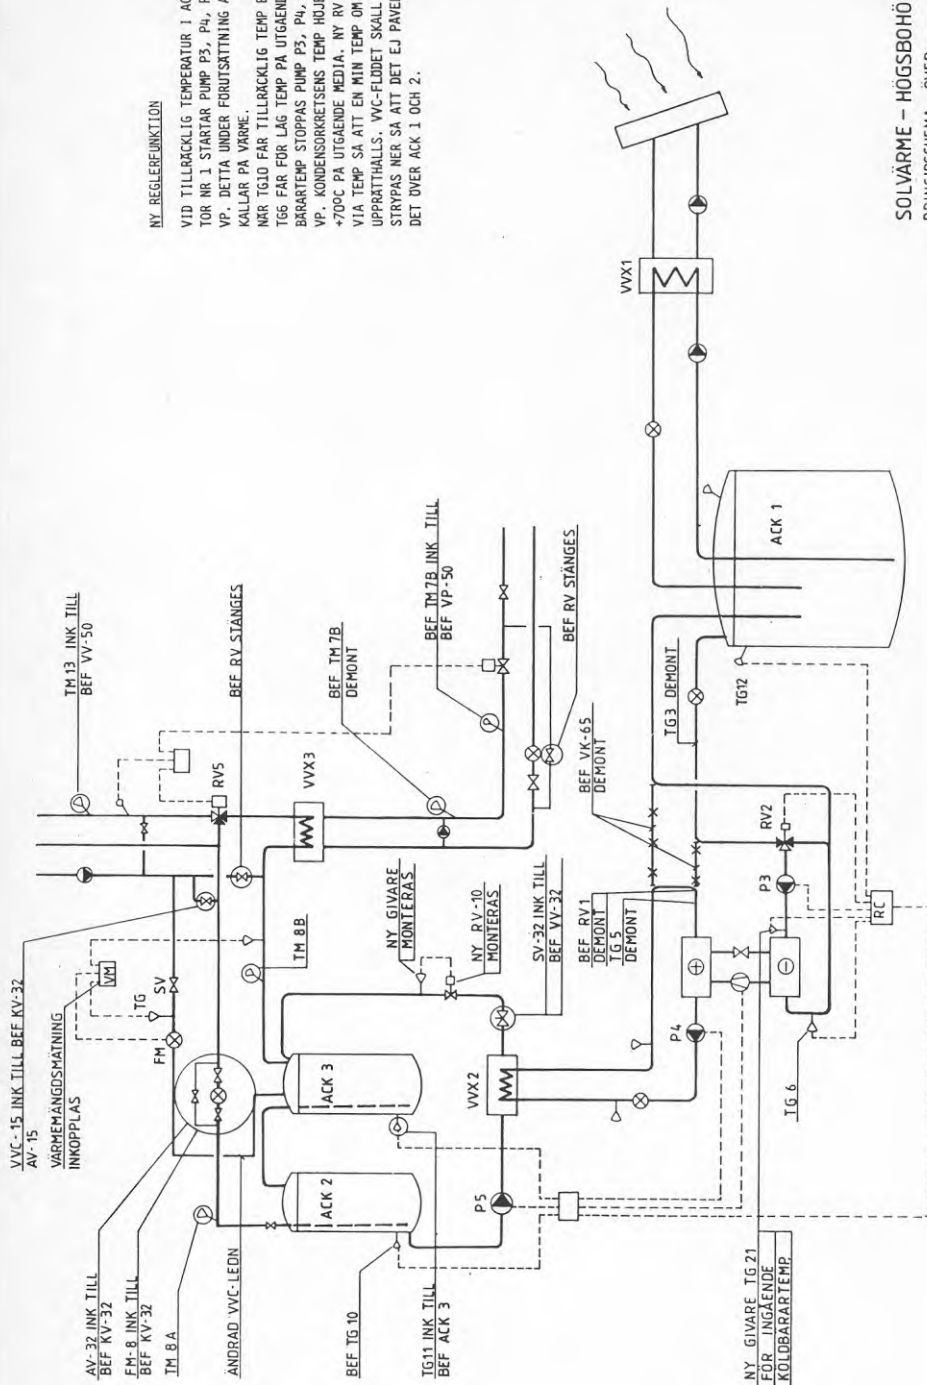 NY REGLERFUNKTION
VID TILLRÄCKLIG TEMPERATUR I AC
TOR NR 1 STARTAR PUMP P3, P4, P
VP. DETTA UNDER FÖRUTSÄTTNING A
KALLAR PÅ VÄRME.
NÄR TG10 FÅR TILLRÄCKLIG TEMP E
TG6 FÅR FÖR LÅG TEMP PÅ UTGÅEND
BÄRARTEMP STOPPAS PUMP P3, P4,
VP. KONDENSORKRETSENS TEMP HÖJE
+70°C PÅ UTGÅENDE MEDIA. NY RV
VIA TEMP SÅ ATT EN MIN TEMP OM
UPPRÄTTHÅLLS. VVC-FLÖDET SKALL
STRYPAS NER SÅ ATT DET EJ PÅVER
DET ÖVER ACK 1 OCH 2.
VVC-15 INK TILL BEF KV-32
AV-15
VÄRMEMÄNGDSMÄTNING
INKOPPLAS
AV-32 INK TILL
BEF KV-32
FM-8 INK TILL
BEF KV-32
TM 8A
ÄNDRAD VVC-LEDN
BEF TG 10
TG11 INK TILL
BEF ACK 3
TM 13 INK TILL
BEF VV-50
BEF RV STÄNGES
RV5
VVX3
VM
TG
SV
FM
TM 8B
ACK 3
ACK 2
NY GIVARE
MONTERAS
NY RV-10
MONTERAS
SV-32 INK TILL
BEF VV-32
BEF TM 7B
DEMONT
BEF TM 7B INK TILL
BEF VP-50
BEF RV STÄNGES
VVX2
P5
BEF RV1
DEMONT
TG 5
DEMONT
BEF VK-65
DEMONT
TG3 DEMONT
TG12
ACK 1
VVX1
P4
P3
RV2
RC
TG 6
NY GIVARE TG 21
FÖR INGÅENDE
KÖLDBÄRARTEMP.
SOLVÄRME – HÖGSBOHÖ